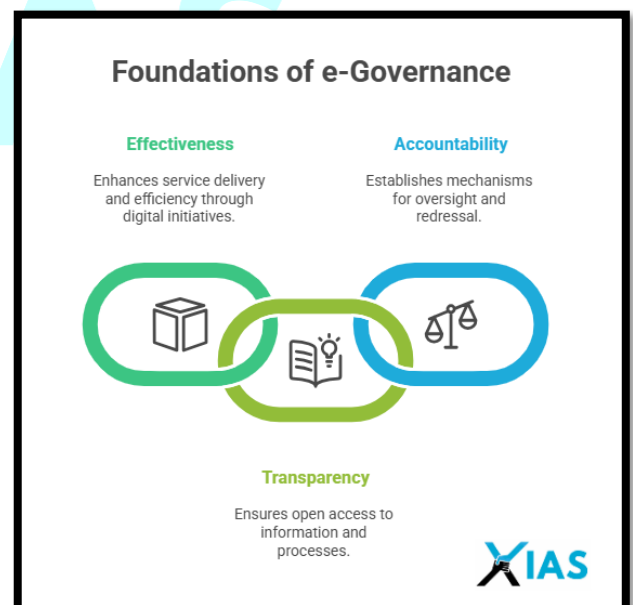 Foundations of e-Governance
Effectiveness
Enhances service delivery
and efficiency through
digital initiatives.
Accountability
Establishes mechanisms
for oversight and
redressal.
Transparency
Ensures open access to
information and
processes.
XIAS